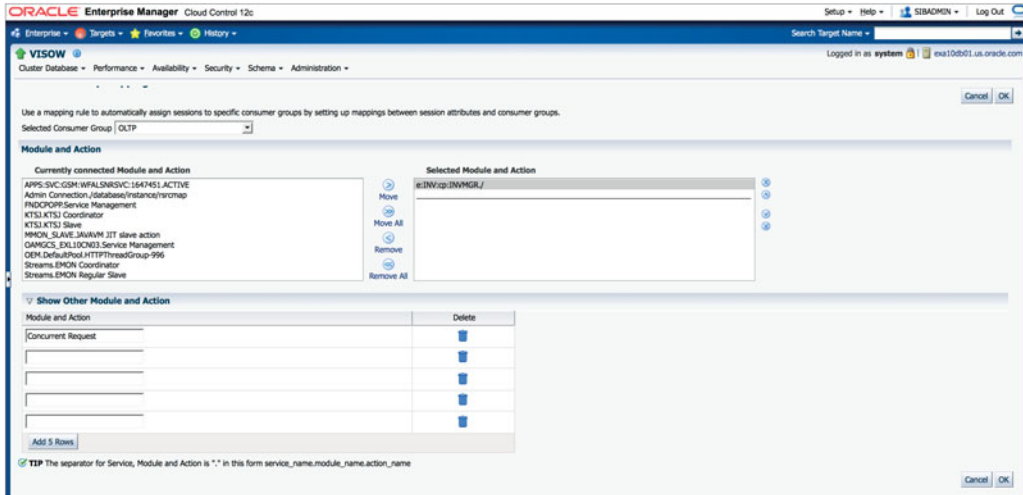 ORACLE Enterprise Manager Cloud Control 12c
Setup Help SIBADMIN Log Out
Enterprise Targets Favorites History Search Target Name
VISOW Logged in as system exa10db01.us.oracle.com
Cluster Database Performance Availability Security Schema Administration
Cancel OK
Use a mapping rule to automatically assign sessions to specific consumer groups by setting up mappings between session attributes and consumer groups.
Selected Consumer Group OLTP
Module and Action
Currently connected Module and Action
APPS:SVC:GSM:WFALSNRSVC:1647451.ACTIVE
Admin Connection./database/instance/rsrcmap
FNDCPOPP.Service Management
KTSJ.KTSJ Coordinator
KTSJ.KTSJ Slave
MMON_SLAVE.JAVAVM JIT slave action
OAMGCS_EXL10CN03.Service Management
OEM.DefaultPool.HTTPThreadGroup-996
Streams.EMON Coordinator
Streams.EMON Regular Slave
Move
Move All
Remove
Remove All
Selected Module and Action
e:INV:cp:INVMGR./
Show Other Module and Action
Module and Action Delete
Concurrent Request
Add 5 Rows
TIP The separator for Service, Module and Action is "." in this form service_name.module_name.action_name
Cancel OK